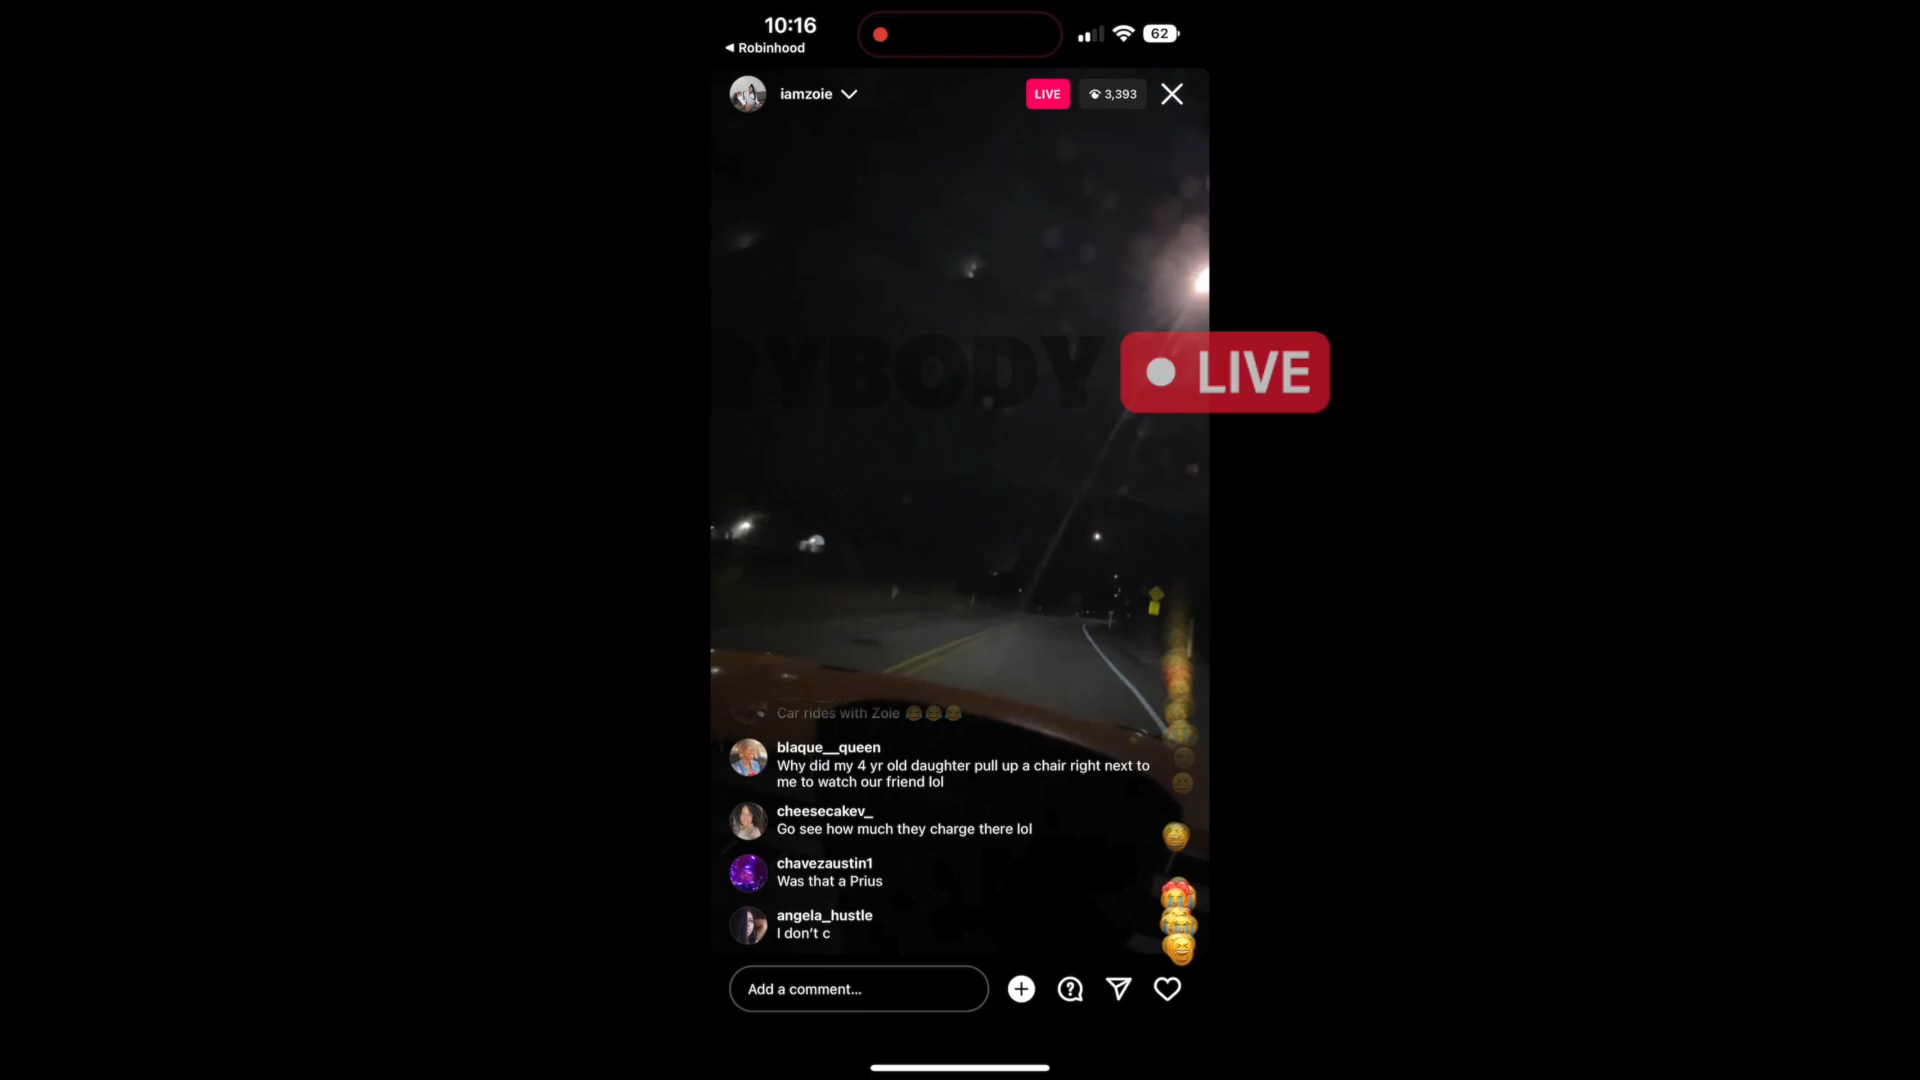 10:16
62
◀ Robinhood
iamzoie
LIVE
3,393
RYBODY
LIVE
Car rides with Zoie 😂😂😂
blaque__queen
Why did my 4 yr old daughter pull up a chair right next to
me to watch our friend lol
cheesecakev_
Go see how much they charge there lol
chavezaustin1
Was that a Prius
angela_hustle
I don't c
Add a comment...